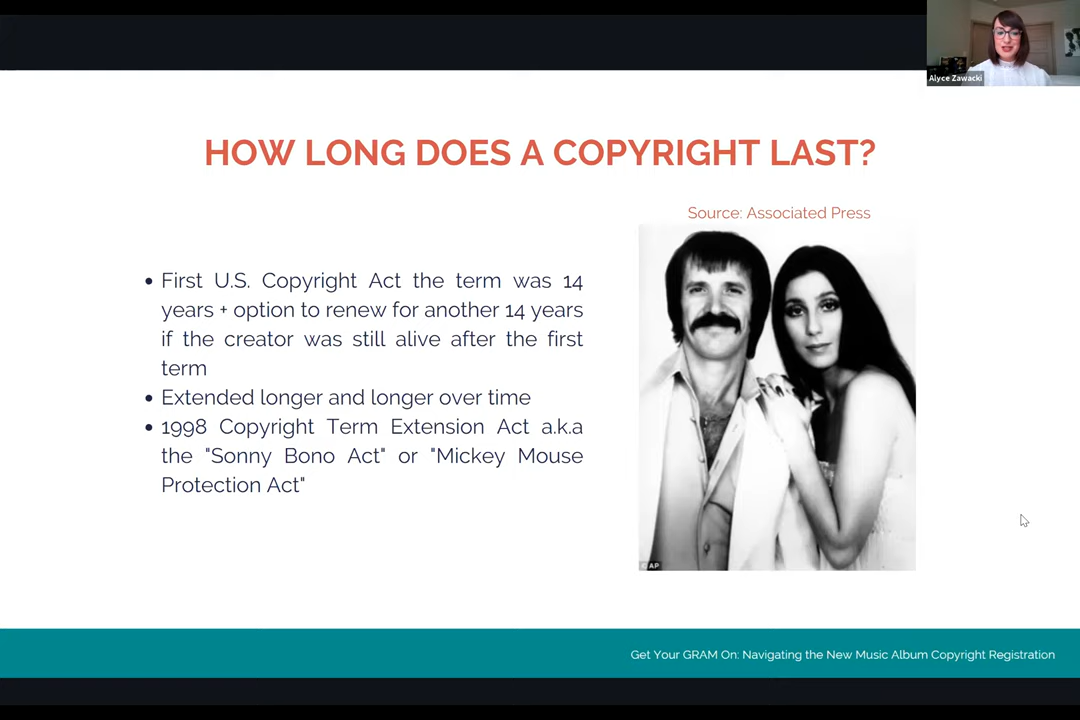 Alyce Zawacki
HOW LONG DOES A COPYRIGHT LAST?
Source: Associated Press
• First U.S. Copyright Act the term was 14
years + option to renew for another 14 years
if the creator was still alive after the first
term
• Extended longer and longer over time
• 1998 Copyright Term Extension Act a.k.a
the "Sonny Bono Act" or "Mickey Mouse
Protection Act"
© AP
Get Your GRAM On: Navigating the New Music Album Copyright Registration